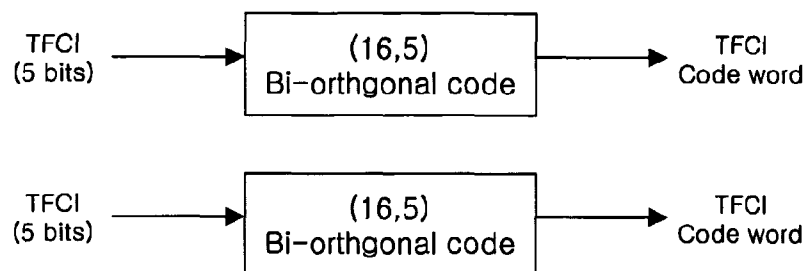 TFCI
(5 bits)
(16,5)
Bi-orthgonal code
TFCI
Code word
TFCI
(5 bits)
(16,5)
Bi-orthgonal code
TFCI
Code word